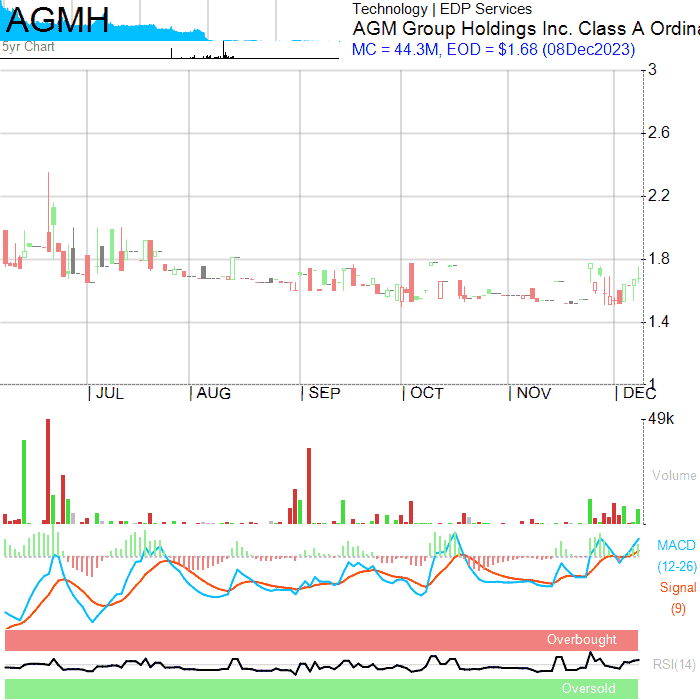 AGMH
5yr Chart
Technology | EDP Services
AGM Group Holdings Inc. Class A Ordina
MC = 44.3M, EOD = $1.68 (08Dec2023)
3
2.6
2.2
1.8
1.4
1
JUL
AUG
SEP
OCT
NOV
DEC
49k
Volume
MACD
(12-26)
Signal
(9)
Overbought
RSI(14)
Oversold